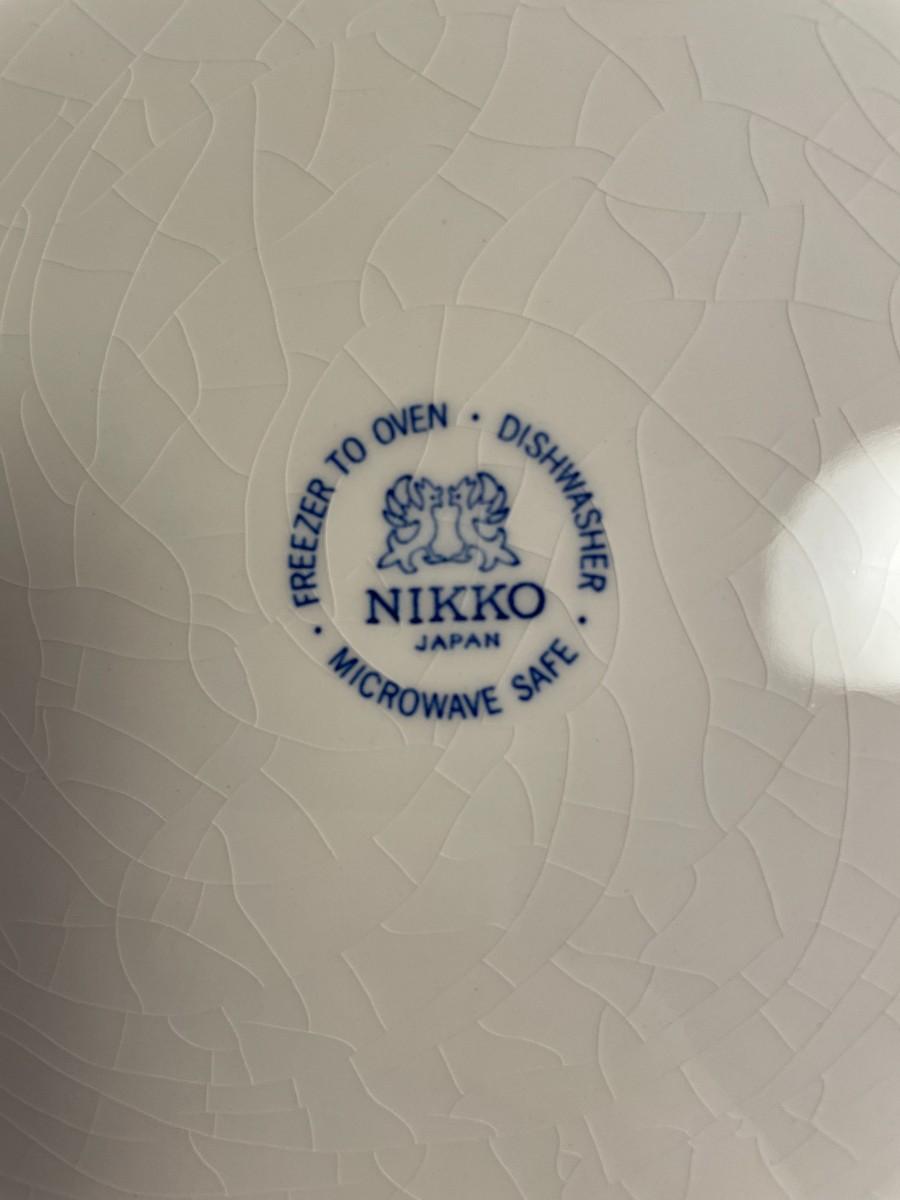 FREEZER TO OVEN · DISHWASHER ·
MICROWAVE SAFE ·
NIKKO
JAPAN